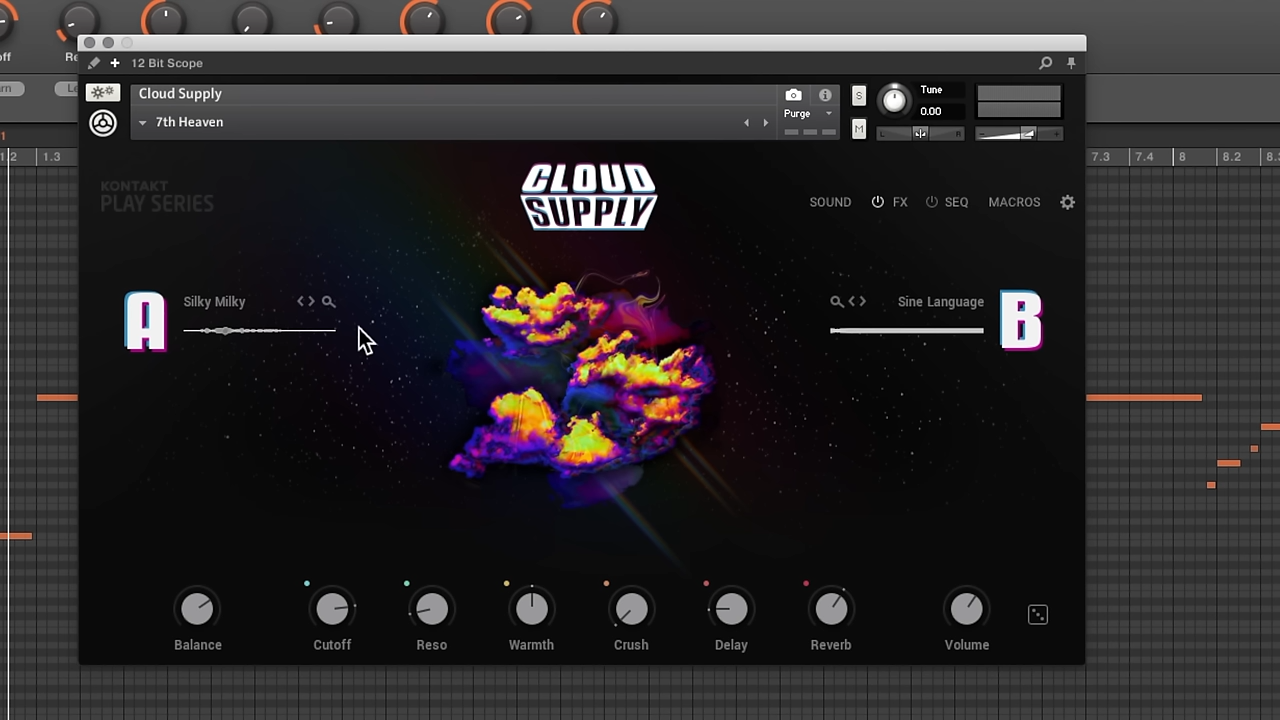 12 Bit Scope
Cloud Supply
7th Heaven
Purge
S
M
Tune
0.00
L
R
1.2
1.3
7.3
7.4
8
8.2
8.3
KONTAKT
PLAY SERIES
CLOUD
SUPPLY
SOUND
FX
SEQ
MACROS
A
Silky Milky
Sine Language
B
Balance
Cutoff
Reso
Warmth
Crush
Delay
Reverb
Volume